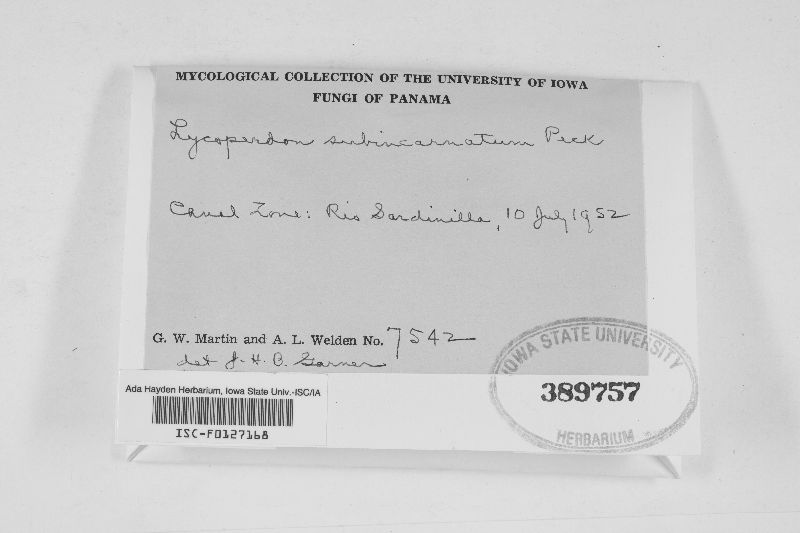 MYCOLOGICAL COLLECTION OF THE UNIVERSITY OF IOWA
FUNGI OF PANAMA
Lycoperdon subincarnatum Peck
Canal Zone: Rio Sardinilla, 10 July 1952
G. W. Martin and A. L. Welden No. 7542
det J. H. B. Garner
Ada Hayden Herbarium, Iowa State Univ.-ISC/IA
ISC-F0127168
IOWA STATE UNIVERSITY
389757
HERBARIUM